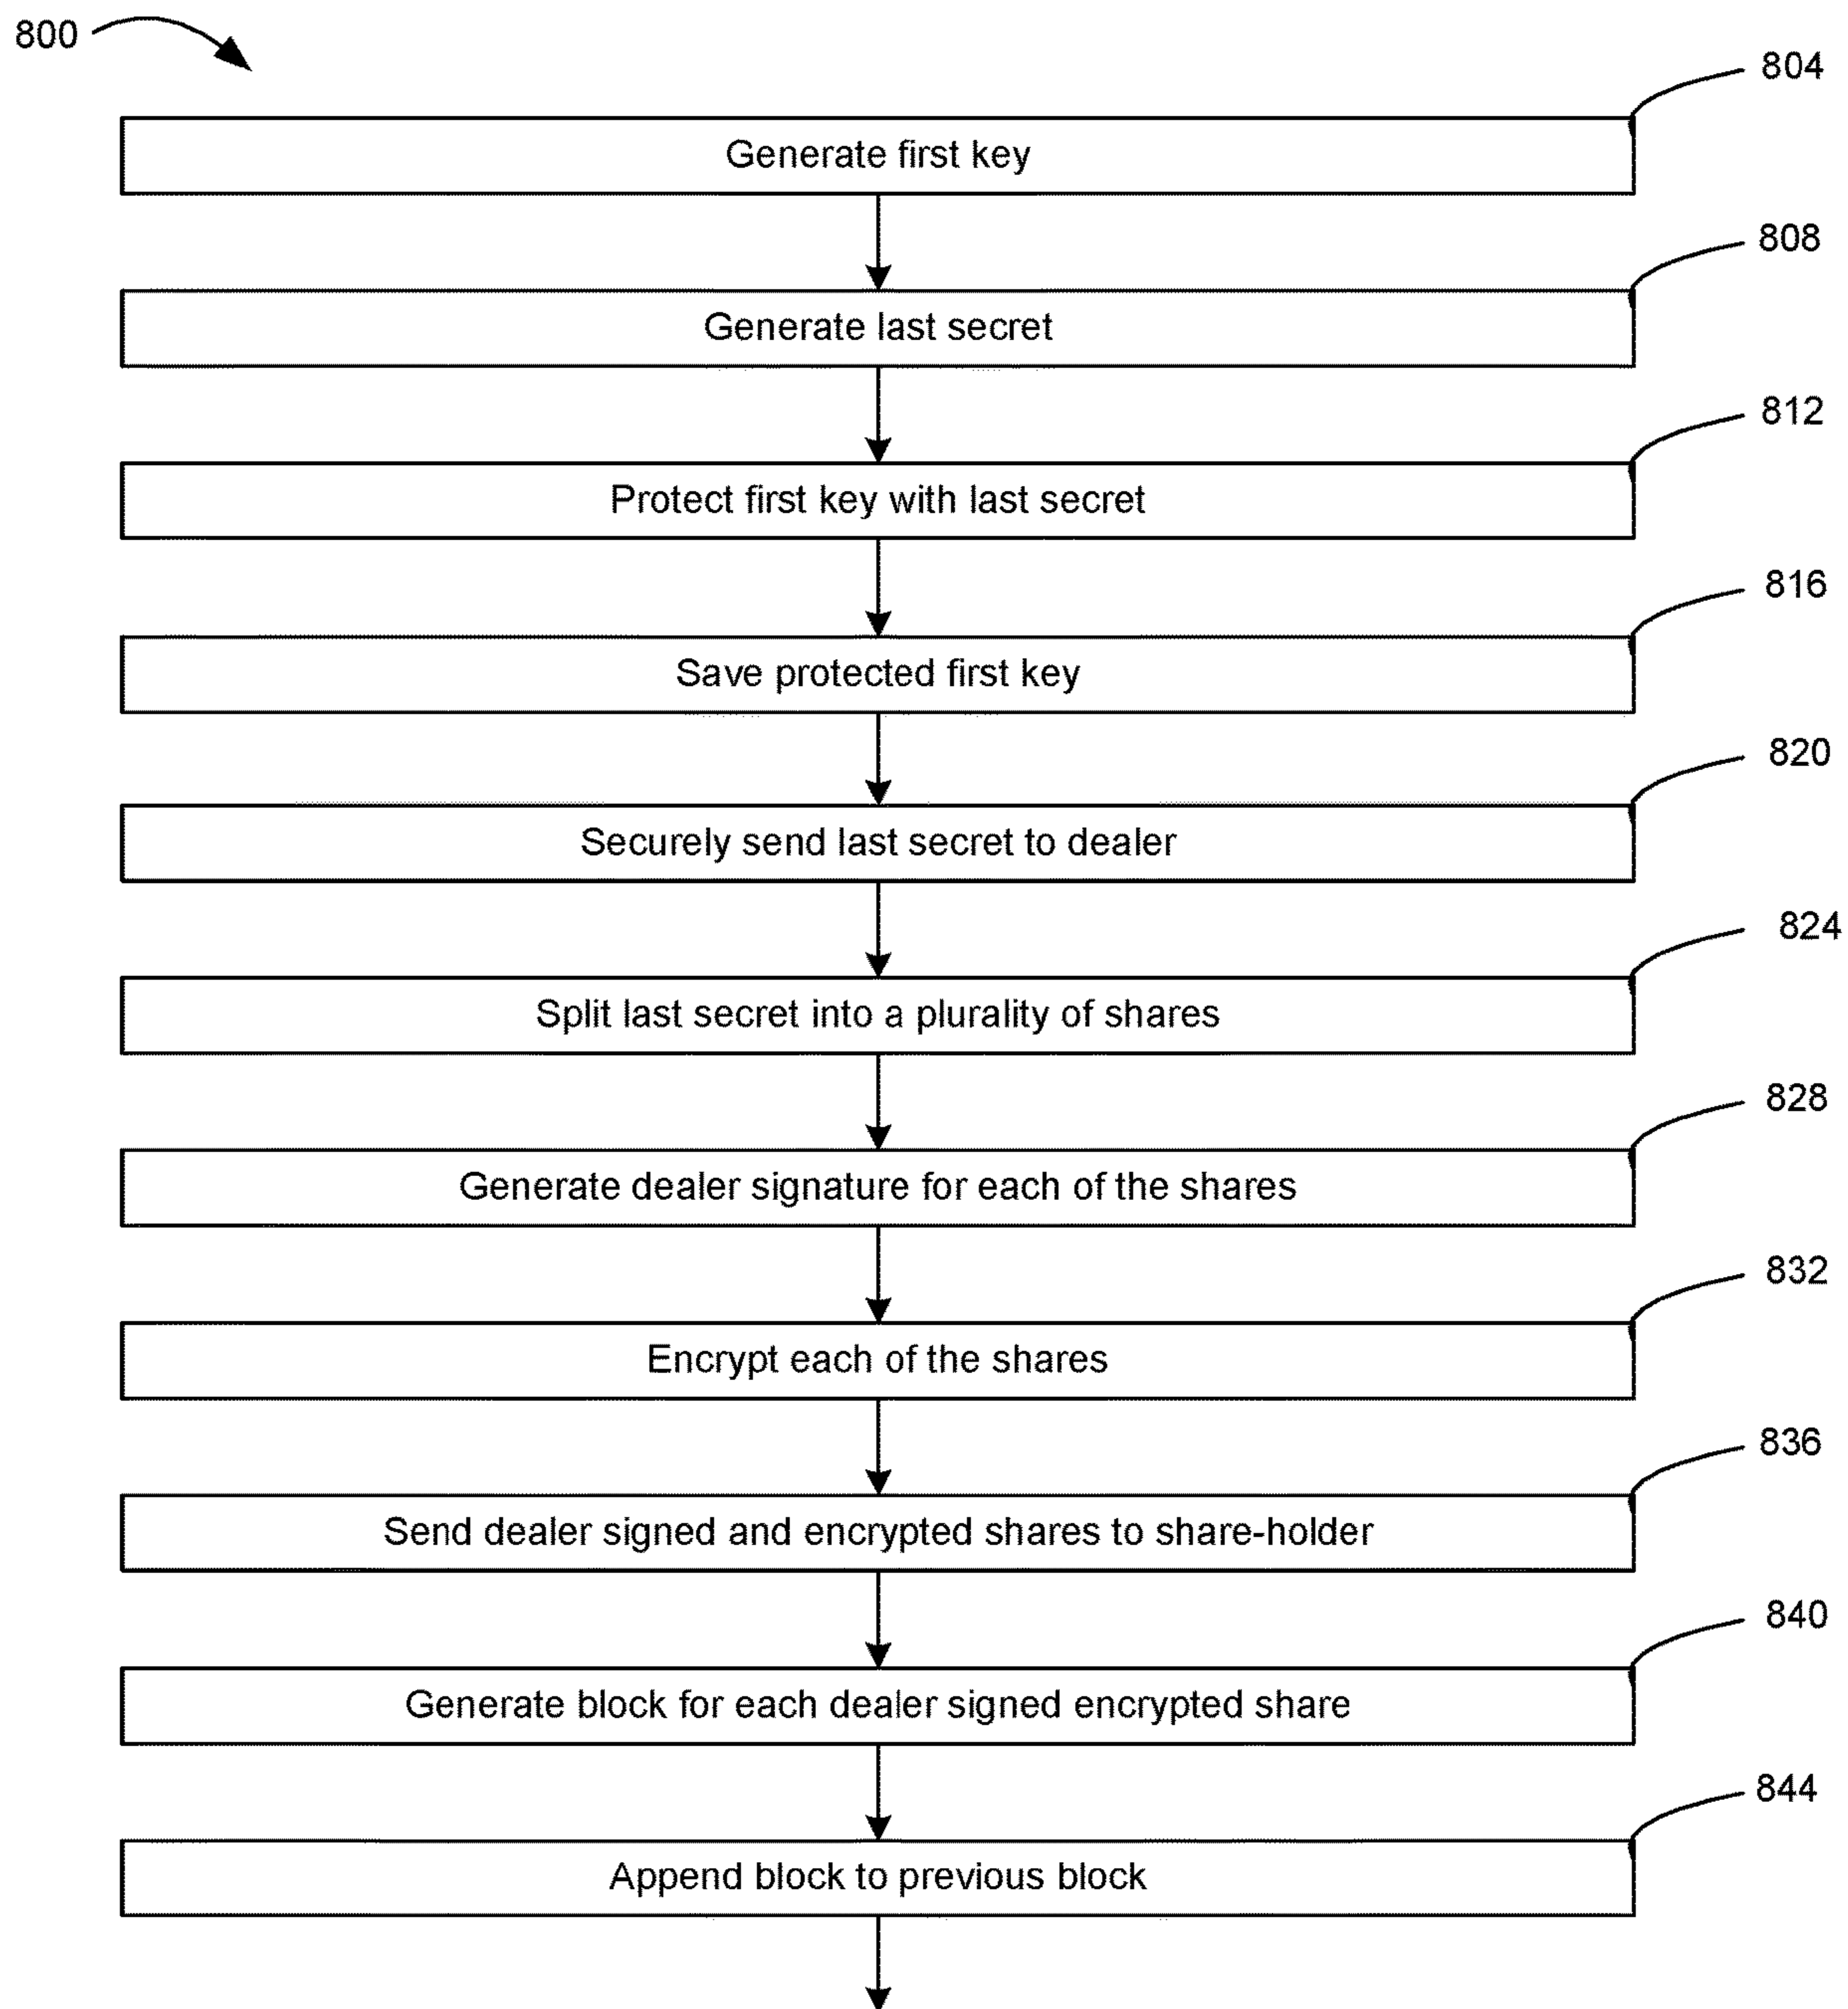 800
804
Generate first key
808
Generate last secret
812
Protect first key with last secret
816
Save protected first key
820
Securely send last secret to dealer
824
Split last secret into a plurality of shares
828
Generate dealer signature for each of the shares
832
Encrypt each of the shares
836
Send dealer signed and encrypted shares to share-holder
840
Generate block for each dealer signed encrypted share
844
Append block to previous block